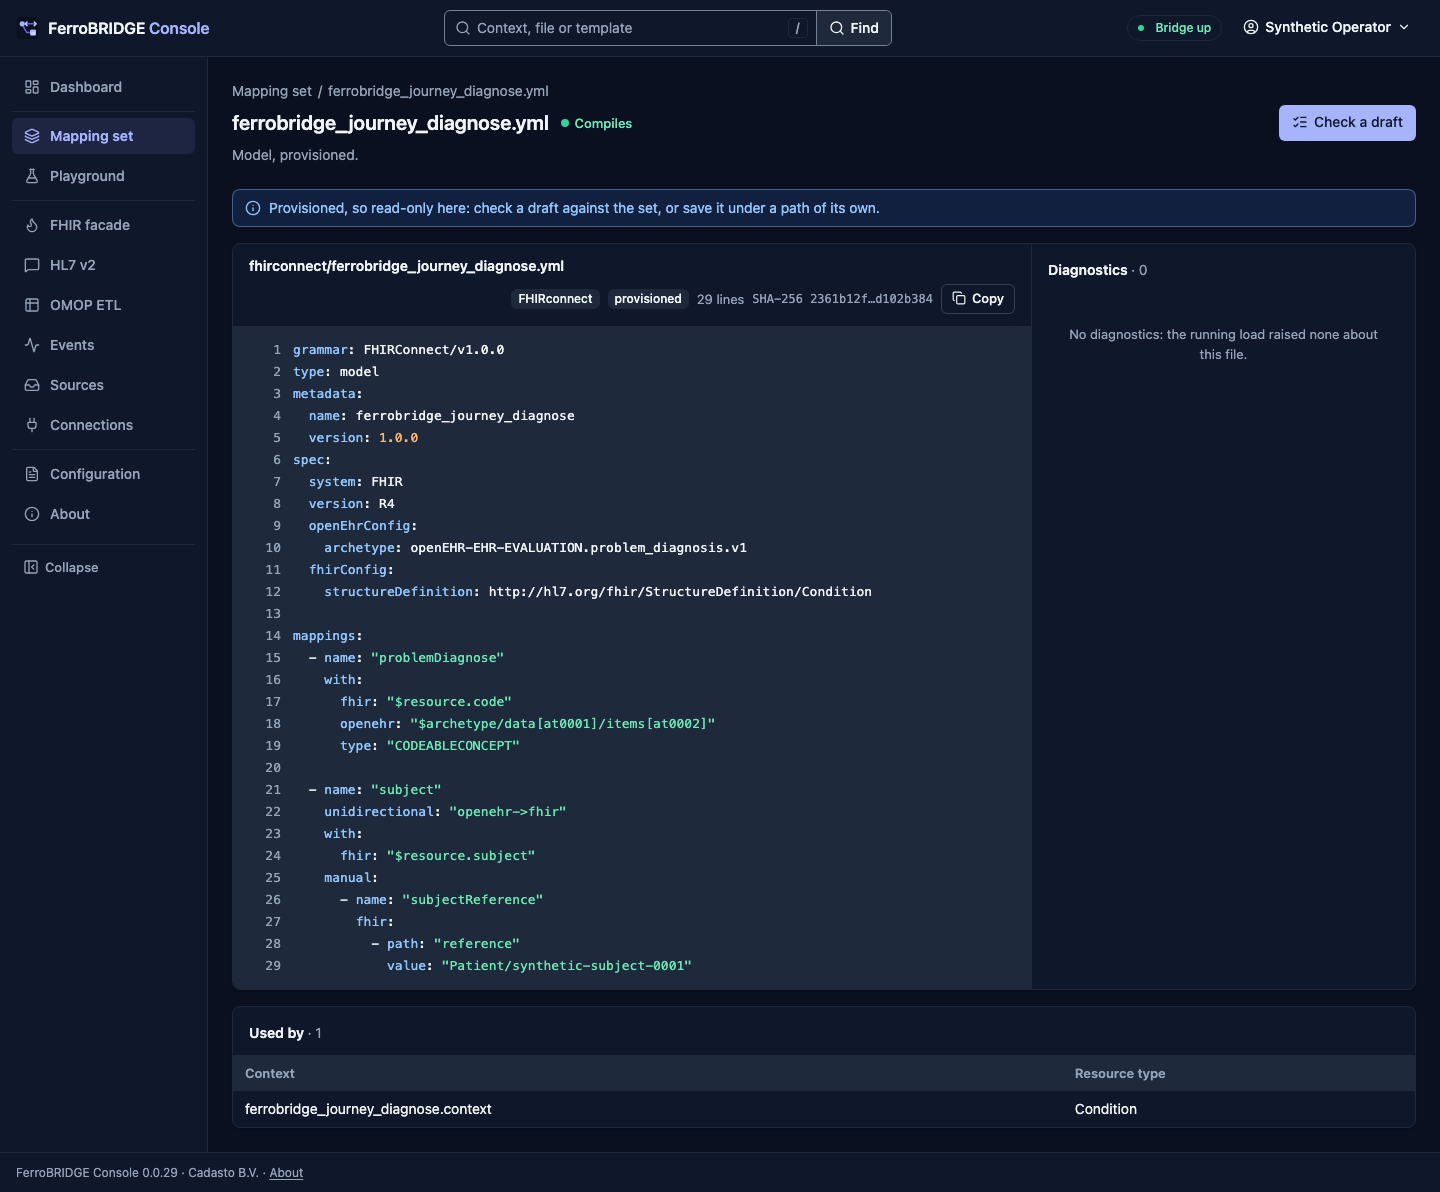 FerroBRIDGE Console
Context, file or template
/
Find
Bridge up
Synthetic Operator
Dashboard
Mapping set
Playground
FHIR facade
HL7 v2
OMOP ETL
Events
Sources
Connections
Configuration
About
Collapse
Mapping set / ferrobridge_journey_diagnose.yml
ferrobridge_journey_diagnose.yml
Compiles
Check a draft
Model, provisioned.
Provisioned, so read-only here: check a draft against the set, or save it under a path of its own.
fhirconnect/ferrobridge_journey_diagnose.yml
FHIRconnect provisioned 29 lines SHA-256 2361b12f…d102b384 Copy
1 grammar: FHIRConnect/v1.0.0
2 type: model
3 metadata:
4   name: ferrobridge_journey_diagnose
5   version: 1.0.0
6 spec:
7   system: FHIR
8   version: R4
9   openEhrConfig:
10     archetype: openEHR-EHR-EVALUATION.problem_diagnosis.v1
11   fhirConfig:
12     structureDefinition: http://hl7.org/fhir/StructureDefinition/Condition
13
14 mappings:
15   - name: "problemDiagnose"
16     with:
17       fhir: "$resource.code"
18       openehr: "$archetype/data[at0001]/items[at0002]"
19       type: "CODEABLECONCEPT"
20
21   - name: "subject"
22     unidirectional: "openehr->fhir"
23     with:
24       fhir: "$resource.subject"
25     manual:
26       - name: "subjectReference"
27         fhir:
28           - path: "reference"
29             value: "Patient/synthetic-subject-0001"
Diagnostics · 0
No diagnostics: the running load raised none about
this file.
Used by · 1
Context Resource type
ferrobridge_journey_diagnose.context Condition
FerroBRIDGE Console 0.0.29 · Cadasto B.V. · About